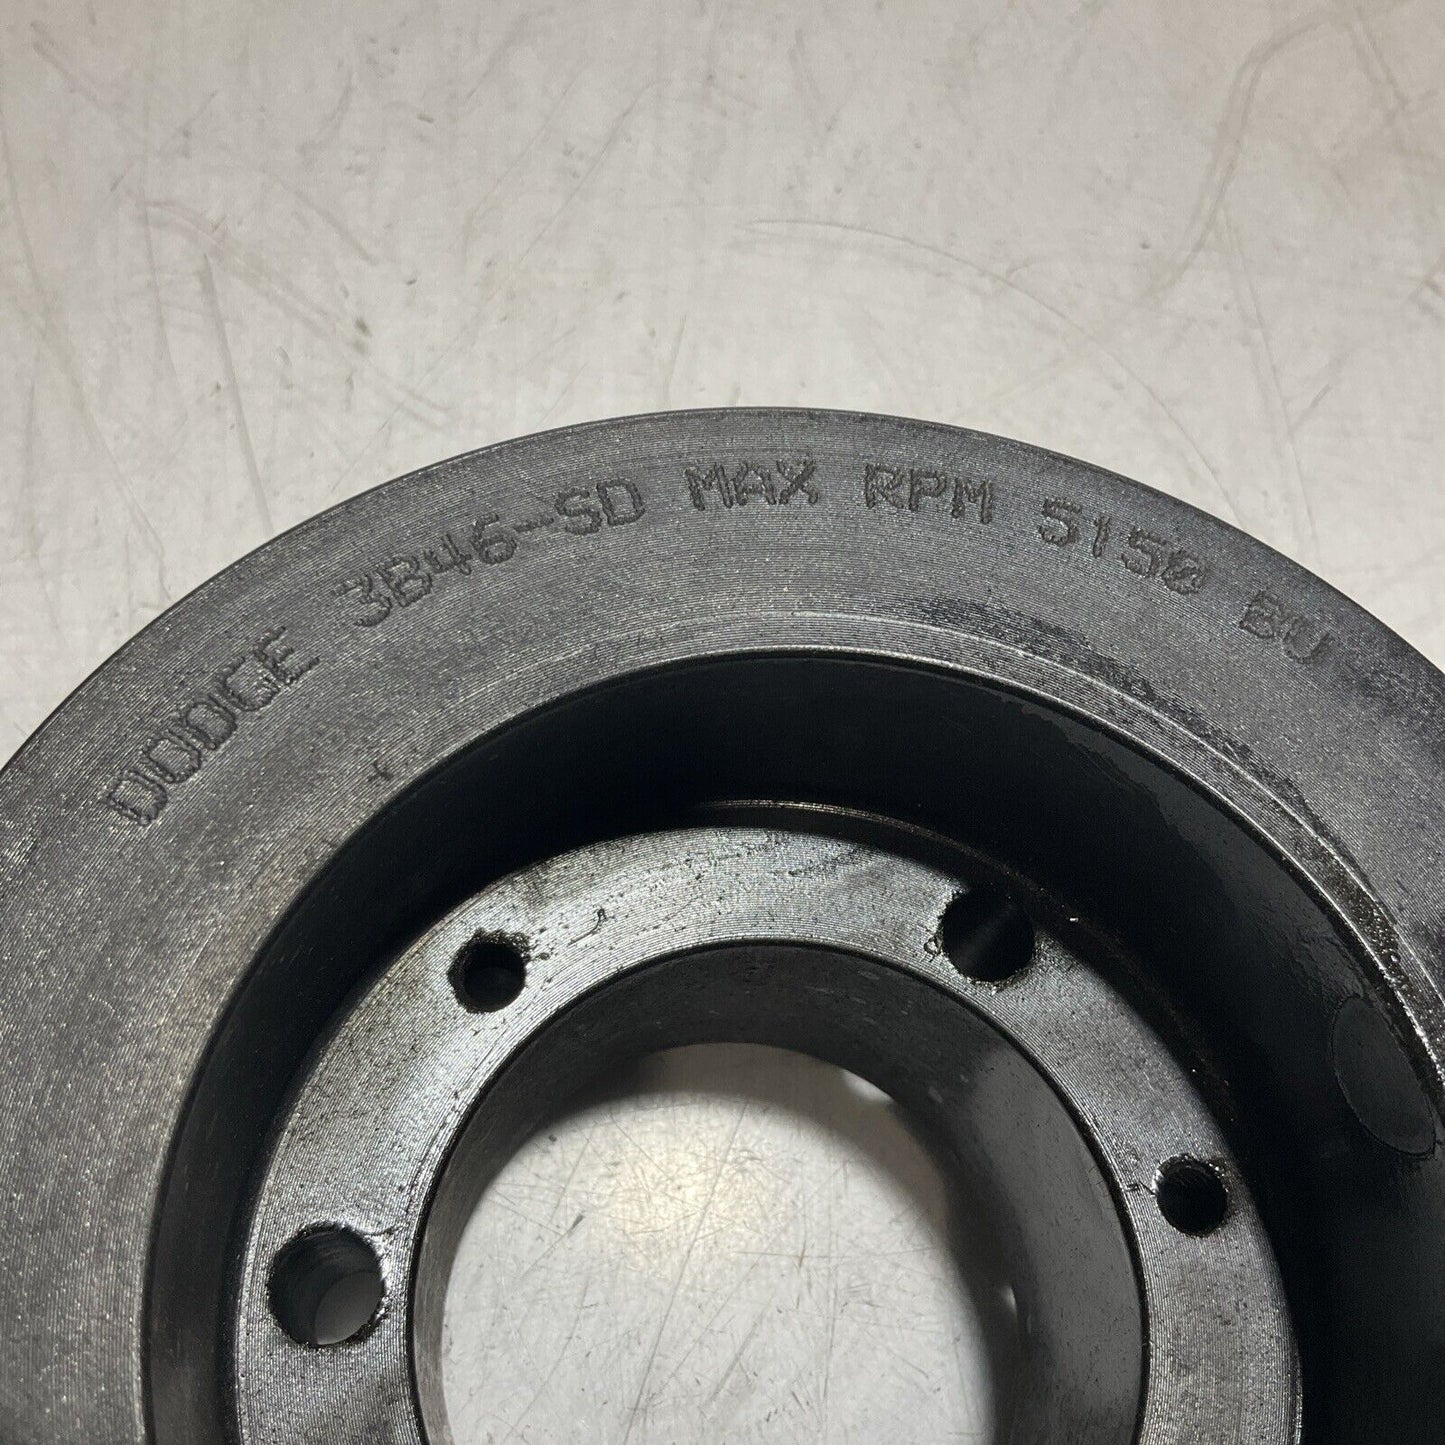 DODGE 3B46-SD MAX RPM 5150 BU